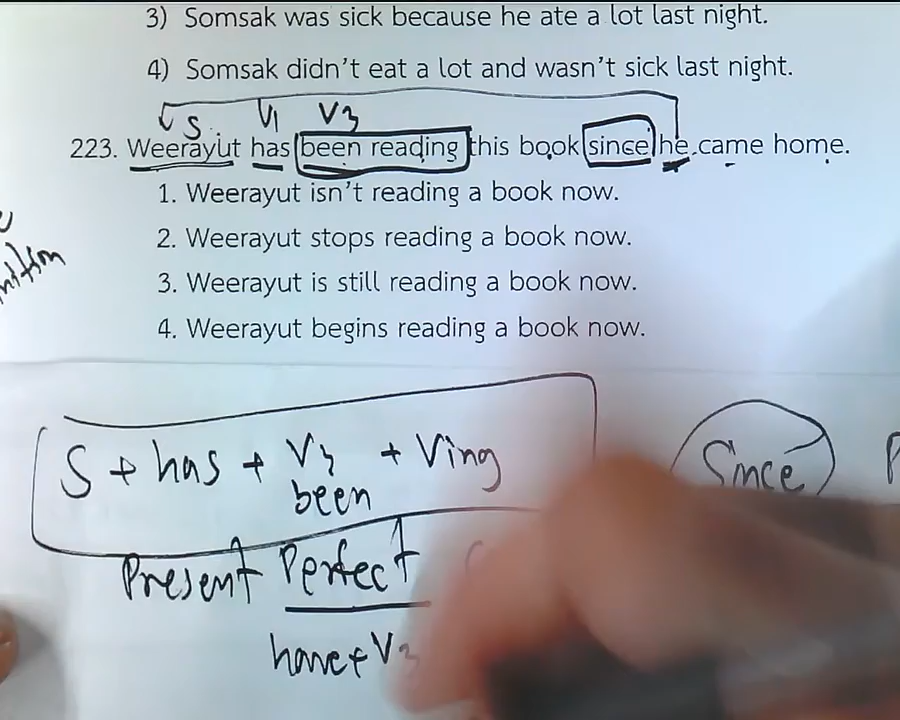 3) Somsak was sick because he ate a lot last night.
4) Somsak didn't eat a lot and wasn't sick last night.
S V1 V3
223. Weerayut has been reading this book since he came home.
1. Weerayut isn't reading a book now.
2. Weerayut stops reading a book now.
3. Weerayut is still reading a book now.
4. Weerayut begins reading a book now.
S + has + V3 + Ving
been
Since
Present Perfect
have + V3